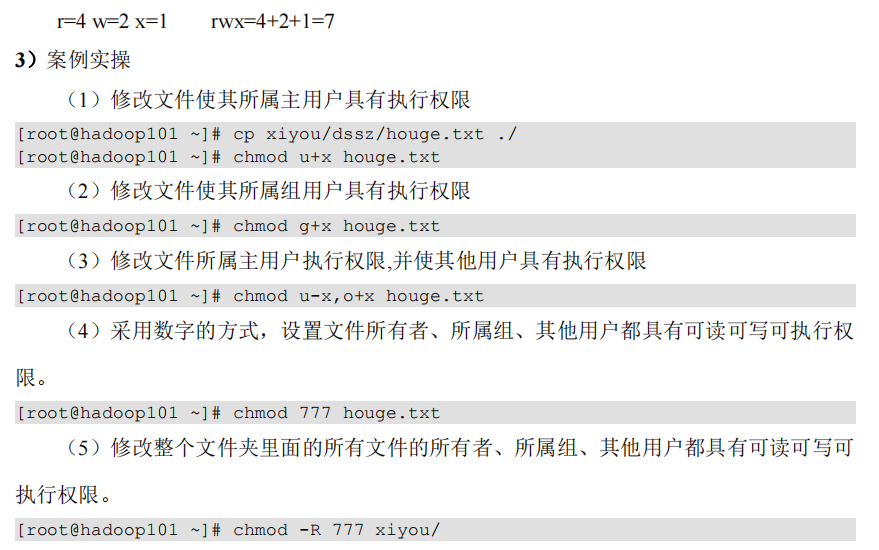 r=4 w=2 x=1 rwx=4+2+1=7
3）案例实操
（1）修改文件使其所属主用户具有执行权限
[root@hadoop101 ~]# cp xiyou/dssz/houge.txt ./
[root@hadoop101 ~]# chmod u+x houge.txt
（2）修改文件使其所属组用户具有执行权限
[root@hadoop101 ~]# chmod g+x houge.txt
（3）修改文件所属主用户执行权限,并使其他用户具有执行权限
[root@hadoop101 ~]# chmod u-x,o+x houge.txt
（4）采用数字的方式，设置文件所有者、所属组、其他用户都具有可读可写可执行权
限。
[root@hadoop101 ~]# chmod 777 houge.txt
（5）修改整个文件夹里面的所有文件的所有者、所属组、其他用户都具有可读可写可
执行权限。
[root@hadoop101 ~]# chmod -R 777 xiyou/